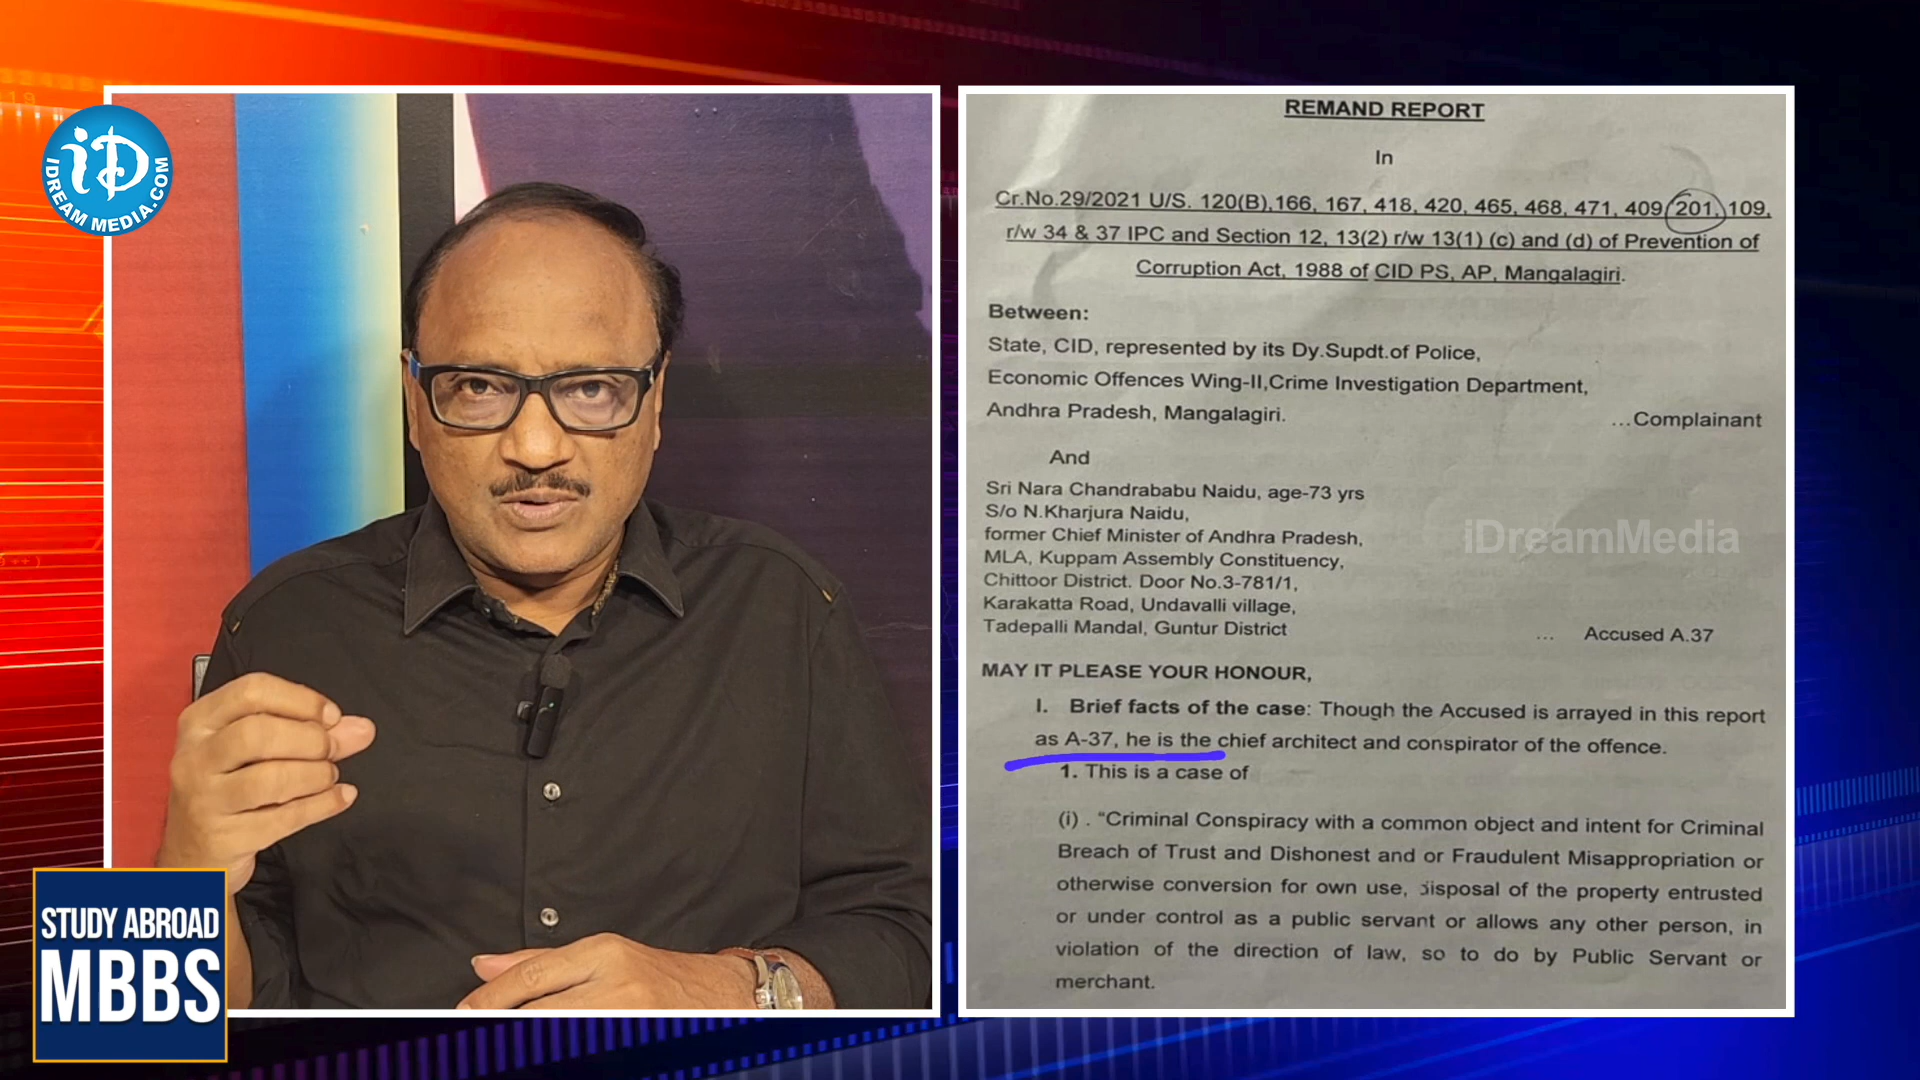 iD
IDREAM MEDIA.COM
STUDY ABROAD
MBBS
REMAND REPORT
In
Cr.No.29/2021 U/S. 120(B),166, 167, 418, 420, 465, 468, 471, 409, 201, 109,
r/w 34 & 37 IPC and Section 12, 13(2) r/w 13(1) (c) and (d) of Prevention of
Corruption Act, 1988 of CID PS, AP, Mangalagiri.
Between:
State, CID, represented by its Dy.Supdt.of Police,
Economic Offences Wing-II,Crime Investigation Department,
Andhra Pradesh, Mangalagiri.
...Complainant
And
Sri Nara Chandrababu Naidu, age-73 yrs
S/o N.Kharjura Naidu,
former Chief Minister of Andhra Pradesh,
MLA, Kuppam Assembly Constituency,
Chittoor District. Door No.3-781/1,
Karakatta Road, Undavalli village,
Tadepalli Mandal, Guntur District
... Accused A.37
iDreamMedia
MAY IT PLEASE YOUR HONOUR,
I. Brief facts of the case: Though the Accused is arrayed in this report
as A-37, he is the chief architect and conspirator of the offence.
1. This is a case of
(i) . “Criminal Conspiracy with a common object and intent for Criminal
Breach of Trust and Dishonest and or Fraudulent Misappropriation or
otherwise conversion for own use, disposal of the property entrusted
or under control as a public servant or allows any other person, in
violation of the direction of law, so to do by Public Servant or
merchant.